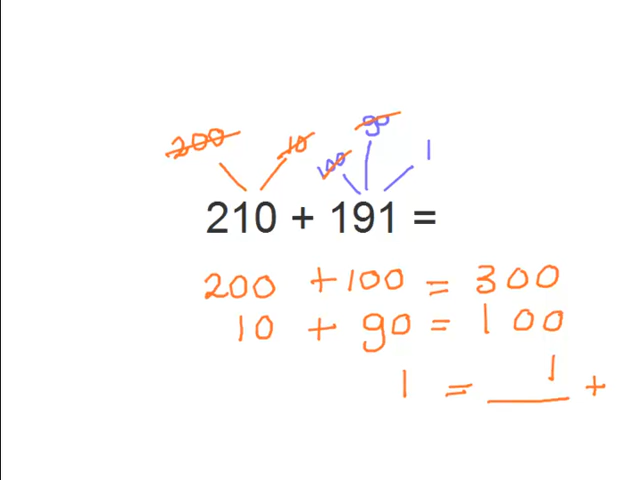 200 10 100 90 1
210 + 191 =
200 + 100 = 300
10 + 90 = 100
1 = 1 +